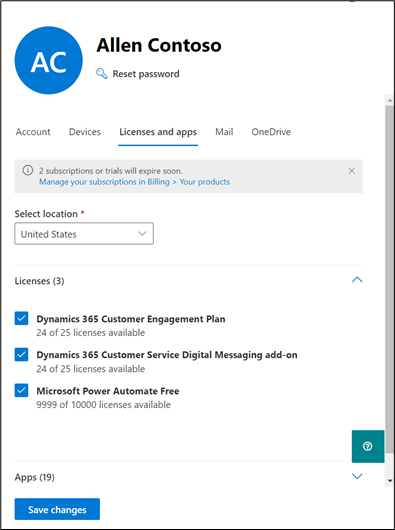 AC
Allen Contoso
Reset password
Account Devices Licenses and apps Mail OneDrive
2 subscriptions or trials will expire soon.
Manage your subscriptions in Billing > Your products
Select location *
United States
Licenses (3)
Dynamics 365 Customer Engagement Plan
24 of 25 licenses available
Dynamics 365 Customer Service Digital Messaging add-on
24 of 25 licenses available
Microsoft Power Automate Free
9999 of 10000 licenses available
Apps (19)
Save changes